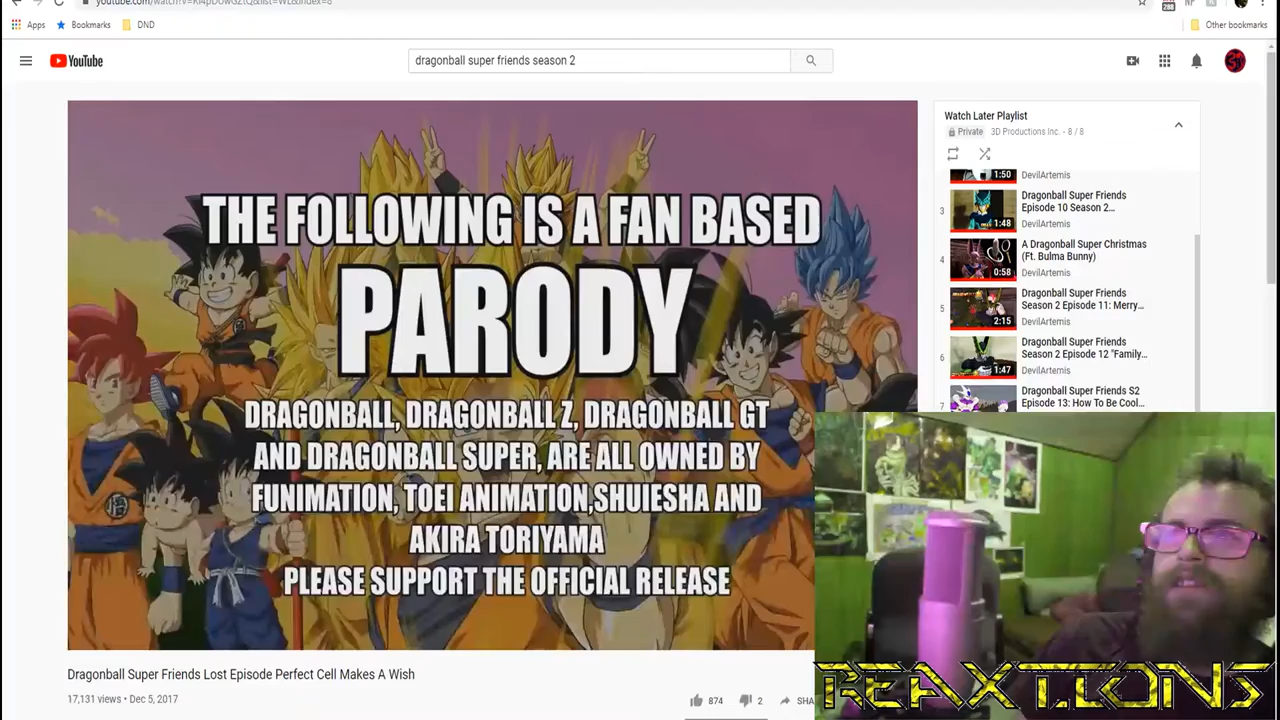 Apps Bookmarks DND Other bookmarks
YouTube
dragonball super friends season 2
THE FOLLOWING IS A FAN BASED
PARODY
DRAGONBALL, DRAGONBALL Z, DRAGONBALL GT
AND DRAGONBALL SUPER, ARE ALL OWNED BY
FUNIMATION, TOEI ANIMATION,SHUIESHA AND
AKIRA TORIYAMA
PLEASE SUPPORT THE OFFICIAL RELEASE
Dragonball Super Friends Lost Episode Perfect Cell Makes A Wish
17,131 views • Dec 5, 2017
874 2 SHA
Watch Later Playlist
Private 3D Productions Inc. - 8 / 8
1:50 DevilArtemis
3 Dragonball Super Friends
Episode 10 Season 2...
1:48 DevilArtemis
4 A Dragonball Super Christmas
(Ft. Bulma Bunny)
0:58 DevilArtemis
5 Dragonball Super Friends
Season 2 Episode 11: Merry...
2:15 DevilArtemis
6 Dragonball Super Friends
Season 2 Episode 12 "Family...
1:47 DevilArtemis
7 Dragonball Super Friends S2
Episode 13: How To Be Cool...
REAXTIONS